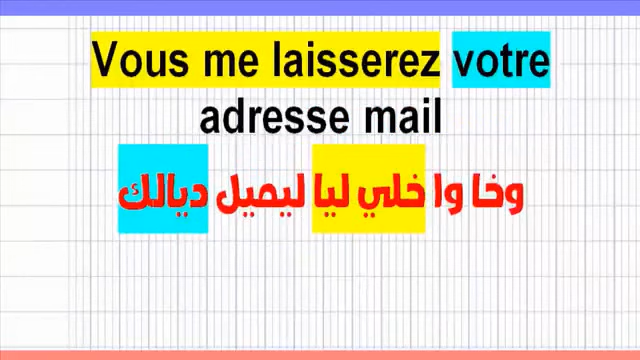 Vous me laisserez votre
adresse mail
وخا وا خلي ليا ليميل ديالك